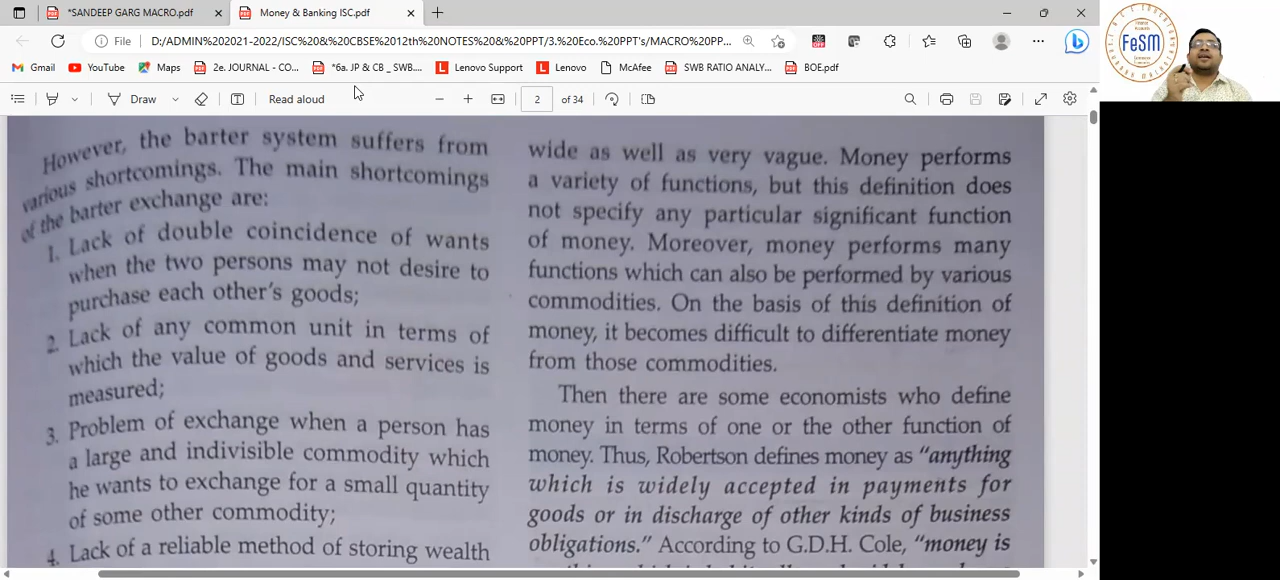 *SANDEEP GARG MACRO.pdf
Money & Banking ISC.pdf
File
D:/ADMIN%202021-2022/ISC%20&%20CBSE%2012th%20NOTES%20&%20PPT/3.%20Eco.%20PPT's/MACRO%20PP...
OFF
Gmail
YouTube
Maps
2e. JOURNAL - CO...
*6a. JP & CB _ SWB....
Lenovo Support
Lenovo
McAfee
SWB RATIO ANALY...
BOE.pdf
Draw
Read aloud
2
of 34
FeSM
However, the barter system suffers from
various shortcomings. The main shortcomings
of the barter exchange are:
1. Lack of double coincidence of wants
when the two persons may not desire to
purchase each other's goods;
2. Lack of any common unit in terms of
which the value of goods and services is
measured;
3. Problem of exchange when a person has
a large and indivisible commodity which
he wants to exchange for a small quantity
of some other commodity;
4. Lack of a reliable method of storing wealth
wide as well as very vague. Money performs
a variety of functions, but this definition does
not specify any particular significant function
of money. Moreover, money performs many
functions which can also be performed by various
commodities. On the basis of this definition of
money, it becomes difficult to differentiate money
from those commodities.
Then there are some economists who define
money in terms of one or the other function of
money. Thus, Robertson defines money as "anything
which is widely accepted in payments for
goods or in discharge of other kinds of business
obligations." According to G.D.H. Cole, "money is